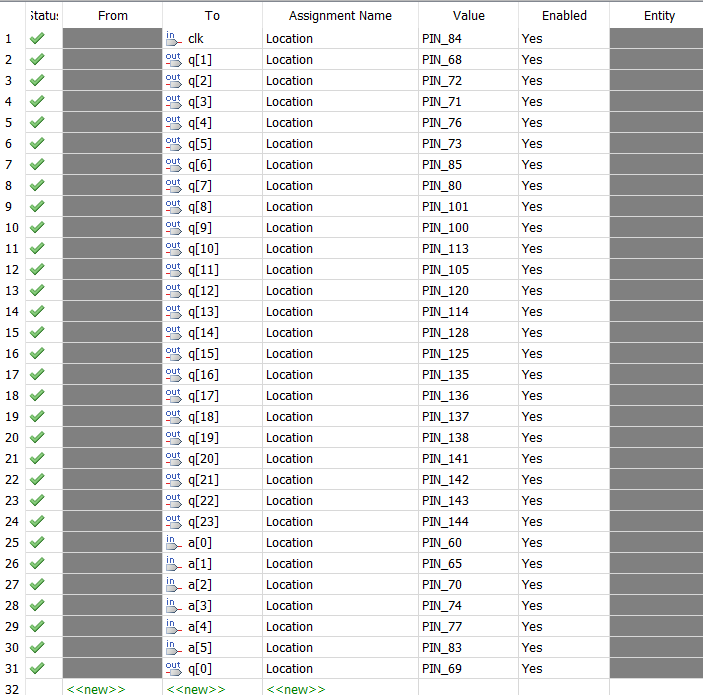 Status From To Assignment Name Value Enabled Entity
1 in clk Location PIN_84 Yes
2 out q[1] Location PIN_68 Yes
3 out q[2] Location PIN_72 Yes
4 out q[3] Location PIN_71 Yes
5 out q[4] Location PIN_76 Yes
6 out q[5] Location PIN_73 Yes
7 out q[6] Location PIN_85 Yes
8 out q[7] Location PIN_80 Yes
9 out q[8] Location PIN_101 Yes
10 out q[9] Location PIN_100 Yes
11 out q[10] Location PIN_113 Yes
12 out q[11] Location PIN_105 Yes
13 out q[12] Location PIN_120 Yes
14 out q[13] Location PIN_114 Yes
15 out q[14] Location PIN_128 Yes
16 out q[15] Location PIN_125 Yes
17 out q[16] Location PIN_135 Yes
18 out q[17] Location PIN_136 Yes
19 out q[18] Location PIN_137 Yes
20 out q[19] Location PIN_138 Yes
21 out q[20] Location PIN_141 Yes
22 out q[21] Location PIN_142 Yes
23 out q[22] Location PIN_143 Yes
24 out q[23] Location PIN_144 Yes
25 in a[0] Location PIN_60 Yes
26 in a[1] Location PIN_65 Yes
27 in a[2] Location PIN_70 Yes
28 in a[3] Location PIN_74 Yes
29 in a[4] Location PIN_77 Yes
30 in a[5] Location PIN_83 Yes
31 out q[0] Location PIN_69 Yes
32 <<new>> <<new>> <<new>>